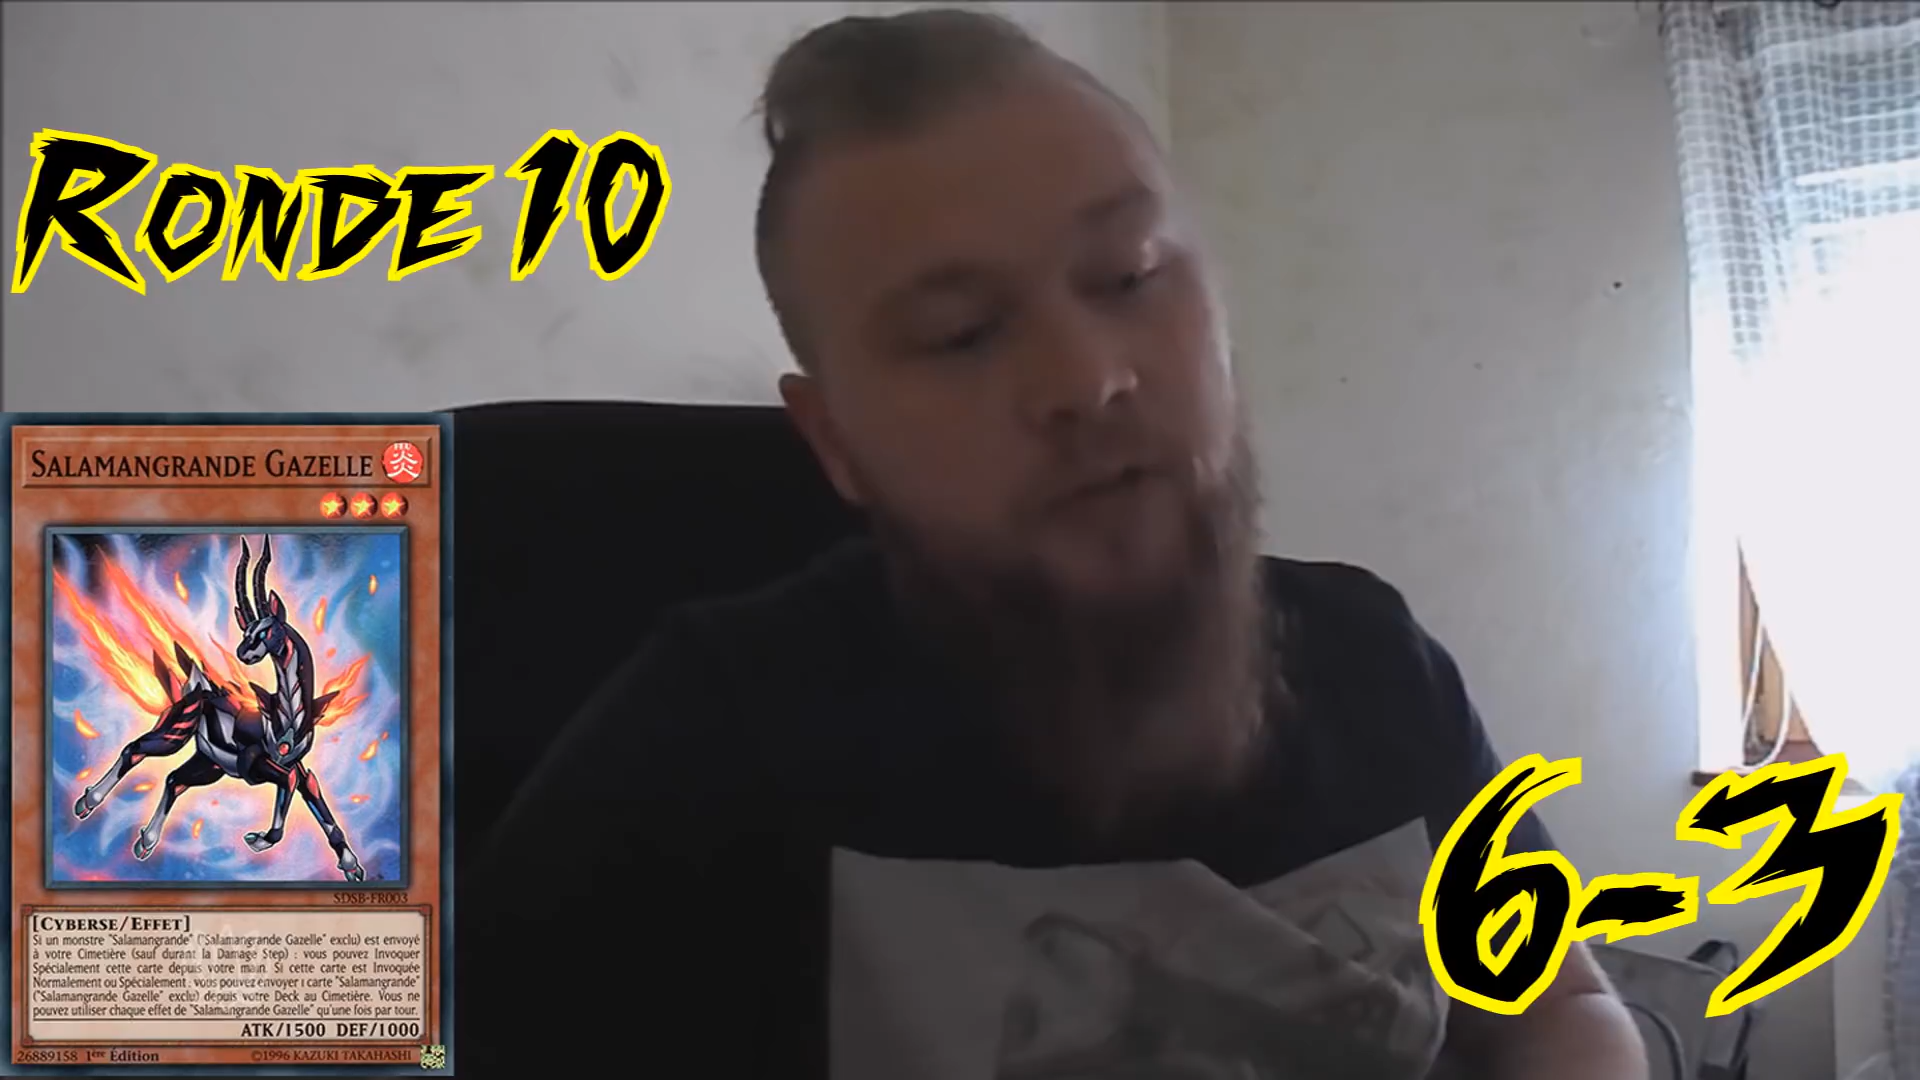 RONDE 10
SALAMANGRANDE GAZELLE
FEU
炎
SDSB-FR003
[CYBERSE/EFFET]
Si un monstre "Salamangrande" ("Salamangrande Gazelle" exclu) est envoyé
à votre Cimetière (sauf durant la Damage Step) : vous pouvez Invoquer
Spécialement cette carte depuis votre main. Si cette carte est Invoquée
Normalement ou Spécialement : vous pouvez envoyer 1 carte "Salamangrande"
("Salamangrande Gazelle" exclu) depuis votre Deck au Cimetière. Vous ne
pouvez utiliser chaque effet de "Salamangrande Gazelle" qu'une fois par tour.
ATK/1500 DEF/1000
26889158 1ère Édition ©1996 KAZUKI TAKAHASHI
6-3